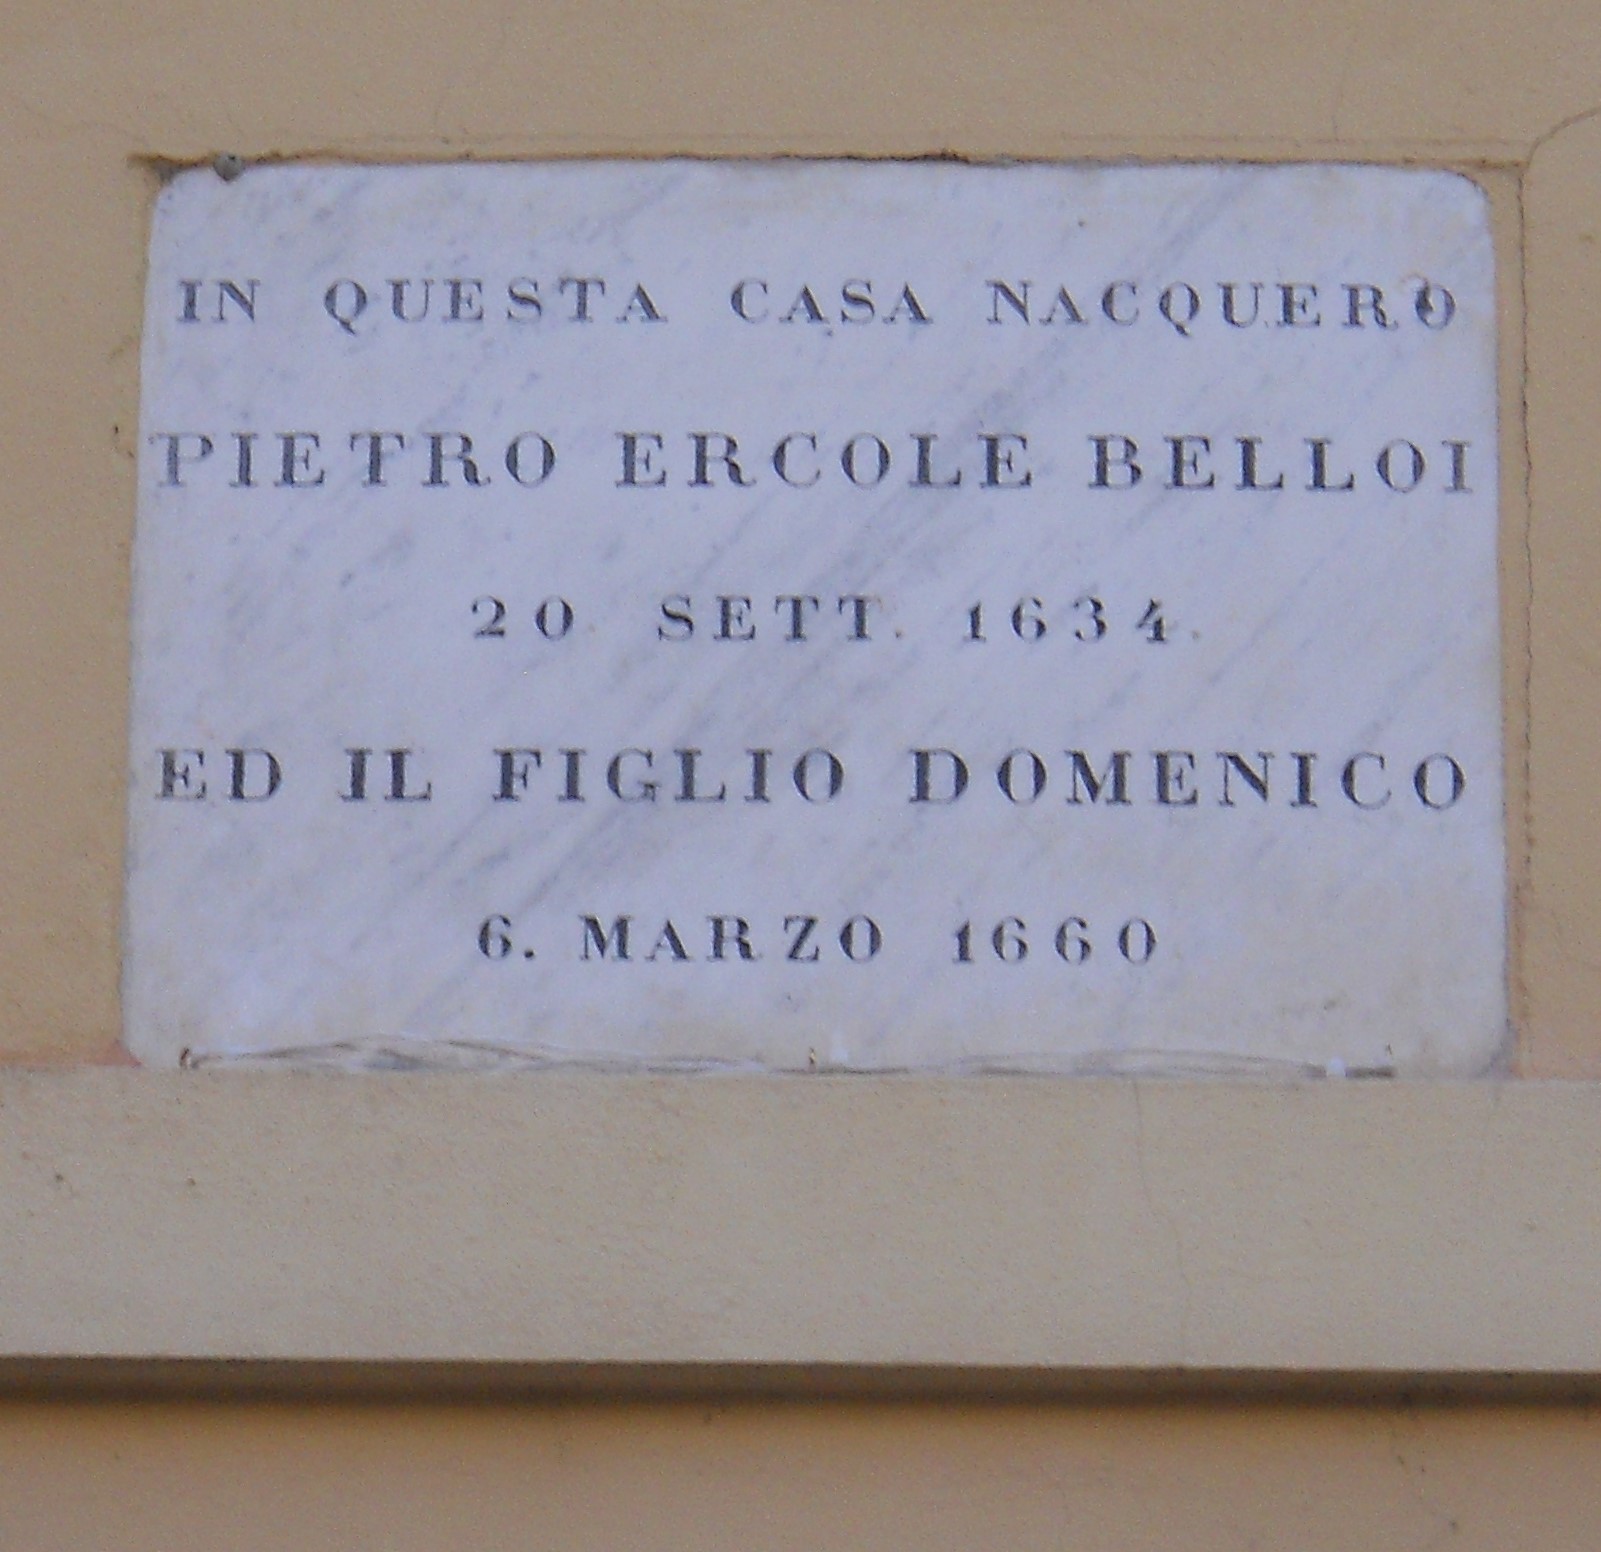 IN QUESTA CASA NACQUERO
PIETRO ERCOLE BELLOI
20 SETT. 1634.
ED IL FIGLIO DOMENICO
6. MARZO 1660